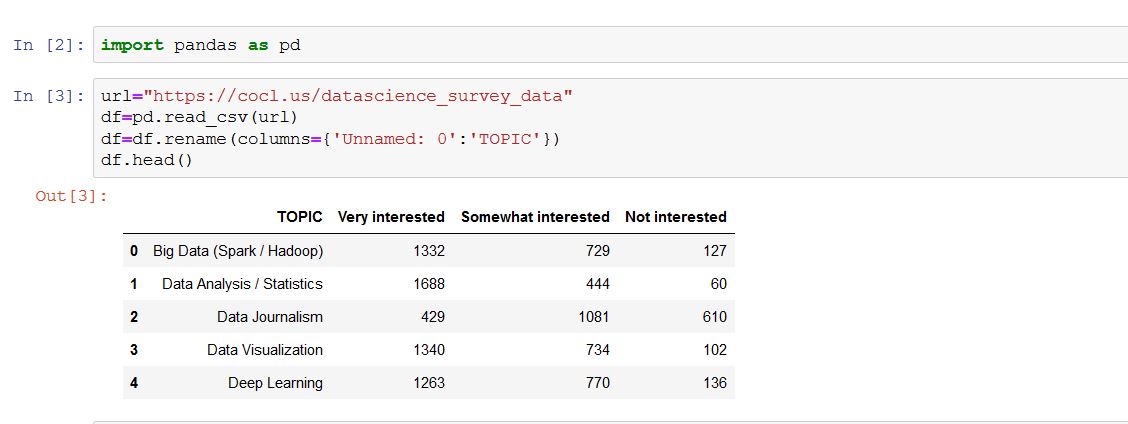 In [2]: import pandas as pd
In [3]: url="https://cocl.us/datascience_survey_data"
df=pd.read_csv(url)
df=df.rename(columns={'Unnamed: 0':'TOPIC'})
df.head()
Out[3]:
TOPIC Very interested Somewhat interested Not interested
0 Big Data (Spark / Hadoop) 1332 729 127
1 Data Analysis / Statistics 1688 444 60
2 Data Journalism 429 1081 610
3 Data Visualization 1340 734 102
4 Deep Learning 1263 770 136